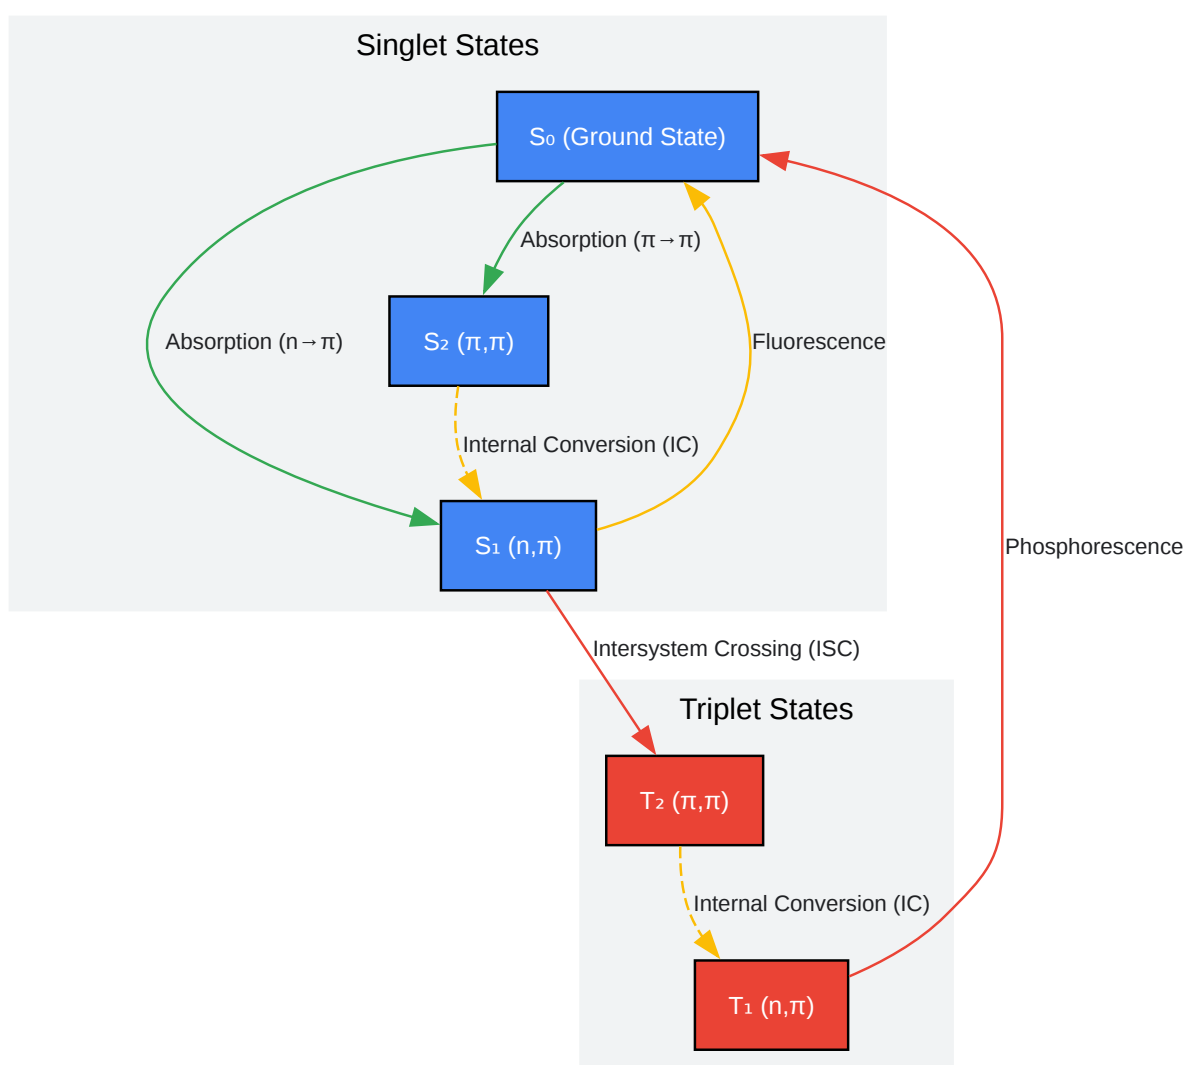 Singlet States
S₀ (Ground State)
Absorption (π→π)
Absorption (n→π)
S₂ (π,π)
Fluorescence
Internal Conversion (IC)
S₁ (n,π)
Phosphorescence
Intersystem Crossing (ISC)
Triplet States
T₂ (π,π)
Internal Conversion (IC)
T₁ (n,π)